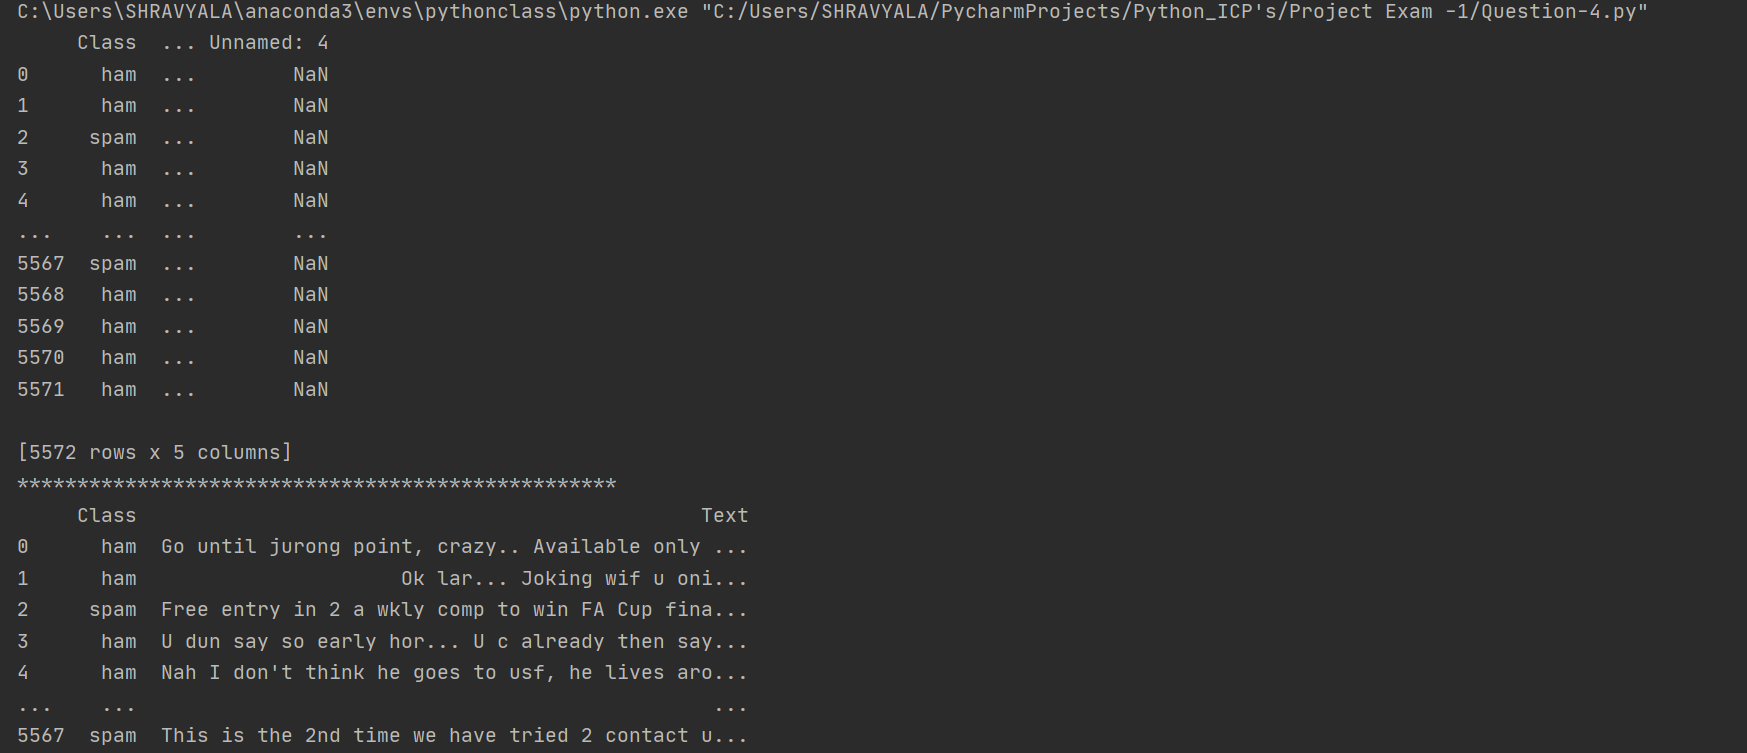 C:\Users\SHRAVYALA\anaconda3\envs\pythonclass\python.exe "C:/Users/SHRAVYALA/PycharmProjects/Python_ICP's/Project Exam -1/Question-4.py"
     Class  ... Unnamed: 4
0      ham  ...        NaN
1      ham  ...        NaN
2     spam  ...        NaN
3      ham  ...        NaN
4      ham  ...        NaN
...    ...  ...        ...
5567  spam  ...        NaN
5568   ham  ...        NaN
5569   ham  ...        NaN
5570   ham  ...        NaN
5571   ham  ...        NaN

[5572 rows x 5 columns]
**************************************************
     Class                                               Text
0      ham  Go until jurong point, crazy.. Available only ...
1      ham                      Ok lar... Joking wif u oni...
2     spam  Free entry in 2 a wkly comp to win FA Cup fina...
3      ham  U dun say so early hor... U c already then say...
4      ham  Nah I don't think he goes to usf, he lives aro...
...    ...                                                ...
5567  spam  This is the 2nd time we have tried 2 contact u...